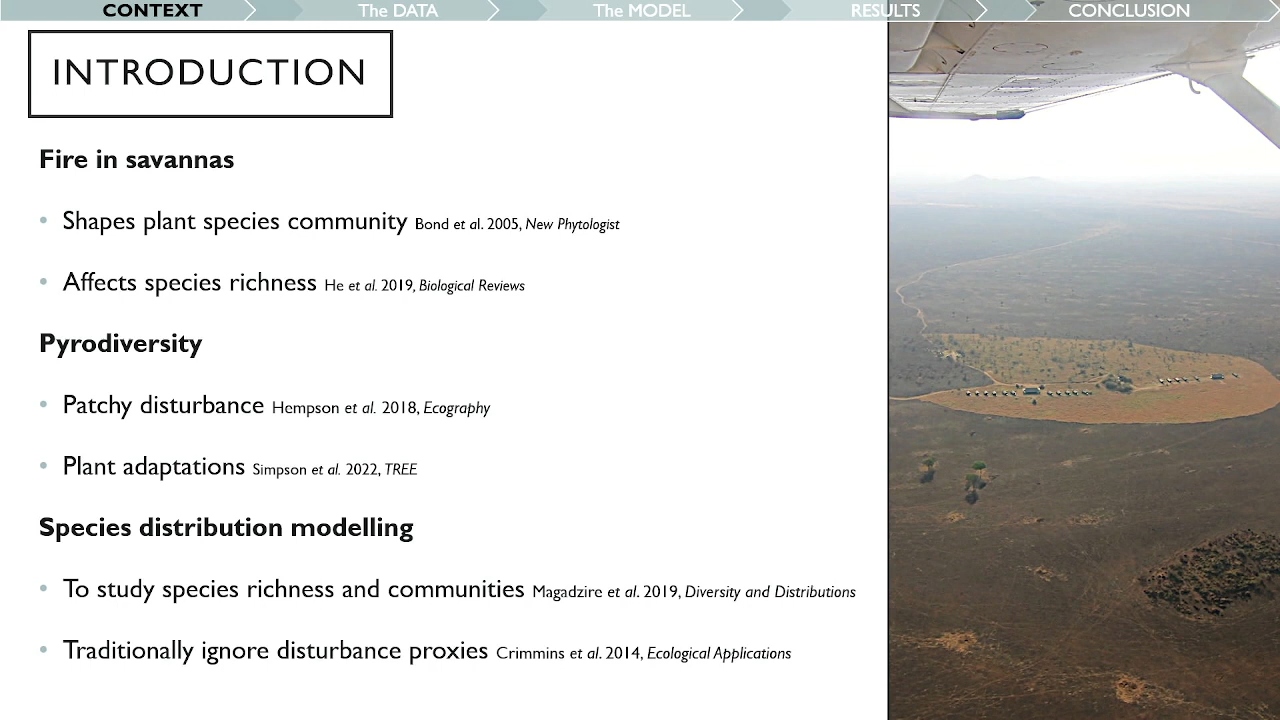 CONTEXT
The DATA
The MODEL
RESULTS
CONCLUSION
INTRODUCTION
Fire in savannas
• Shapes plant species community Bond et al. 2005, New Phytologist
• Affects species richness He et al. 2019, Biological Reviews
Pyrodiversity
• Patchy disturbance Hempson et al. 2018, Ecography
• Plant adaptations Simpson et al. 2022, TREE
Species distribution modelling
• To study species richness and communities Magadzire et al. 2019, Diversity and Distributions
• Traditionally ignore disturbance proxies Crimmins et al. 2014, Ecological Applications